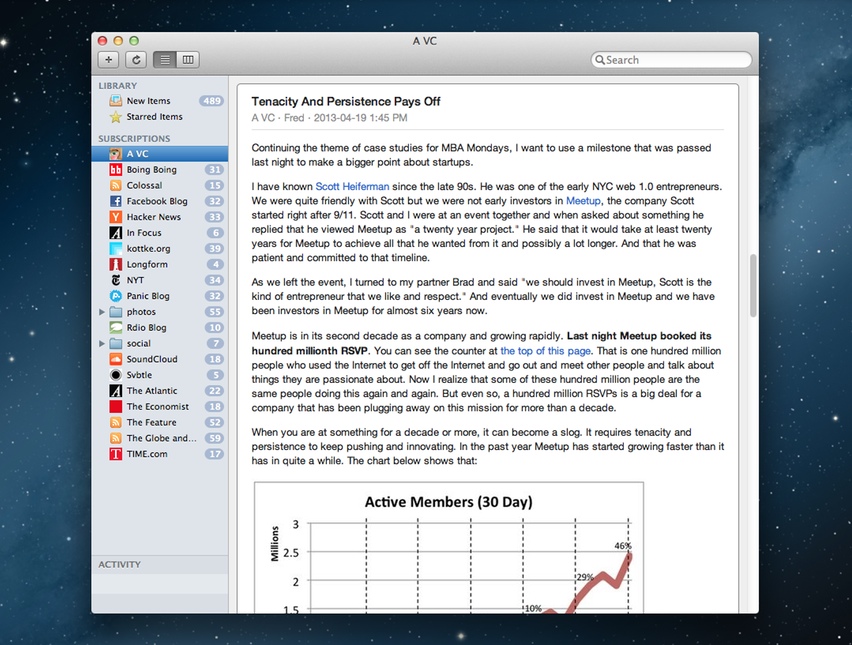 A VC
Search
LIBRARY
New Items 489
Starred Items
SUBSCRIPTIONS
A VC
Boing Boing 31
Colossal 15
Facebook Blog 32
Hacker News 33
In Focus 6
kottke.org 39
Longform 4
NYT 34
Panic Blog 32
photos 55
Rdio Blog 10
social 7
SoundCloud 18
Svbtle 5
The Atlantic 22
The Economist 18
The Feature 52
The Globe and... 59
TIME.com 17
ACTIVITY
Tenacity And Persistence Pays Off
A VC · Fred · 2013-04-19 1:45 PM
Continuing the theme of case studies for MBA Mondays, I want to use a milestone that was passed
last night to make a bigger point about startups.
I have known Scott Heiferman since the late 90s. He was one of the early NYC web 1.0 entrepreneurs.
We were quite friendly with Scott but we were not early investors in Meetup, the company Scott
started right after 9/11. Scott and I were at an event together and when asked about something he
replied that he viewed Meetup as "a twenty year project." He said that it would take at least twenty
years for Meetup to achieve all that he wanted from it and possibly a lot longer. And that he was
patient and committed to that timeline.
As we left the event, I turned to my partner Brad and said "we should invest in Meetup, Scott is the
kind of entrepreneur that we like and respect." And eventually we did invest in Meetup and we have
been investors in Meetup for almost six years now.
Meetup is in its second decade as a company and growing rapidly. Last night Meetup booked its
hundred millionth RSVP. You can see the counter at the top of this page. That is one hundred million
people who used the Internet to get off the Internet and go out and meet other people and talk about
things they are passionate about. Now I realize that some of these hundred million people are the
same people doing this again and again. But even so, a hundred million RSVPs is a big deal for a
company that has been plugging away on this mission for more than a decade.
When you are at something for a decade or more, it can become a slog. It requires tenacity and
persistence to keep pushing and innovating. In the past year Meetup has started growing faster than it
has in quite a while. The chart below shows that:
Active Members (30 Day)
Millions
3
2.5
2
1.5
46%
29%
10%